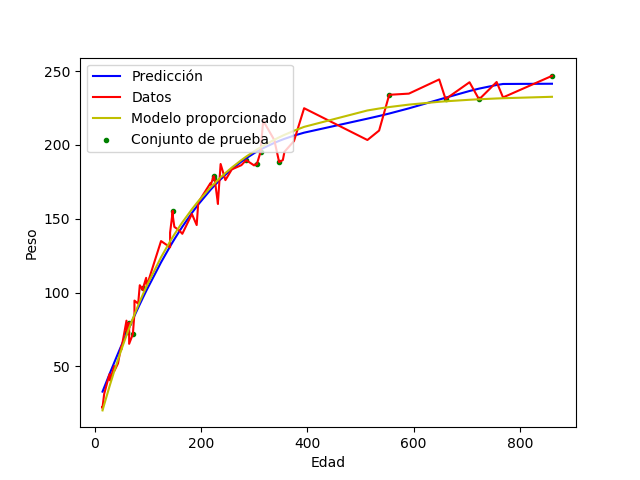 250
200
150
100
50
Peso
Predicción
Datos
Modelo proporcionado
Conjunto de prueba
0 200 400 600 800
Edad